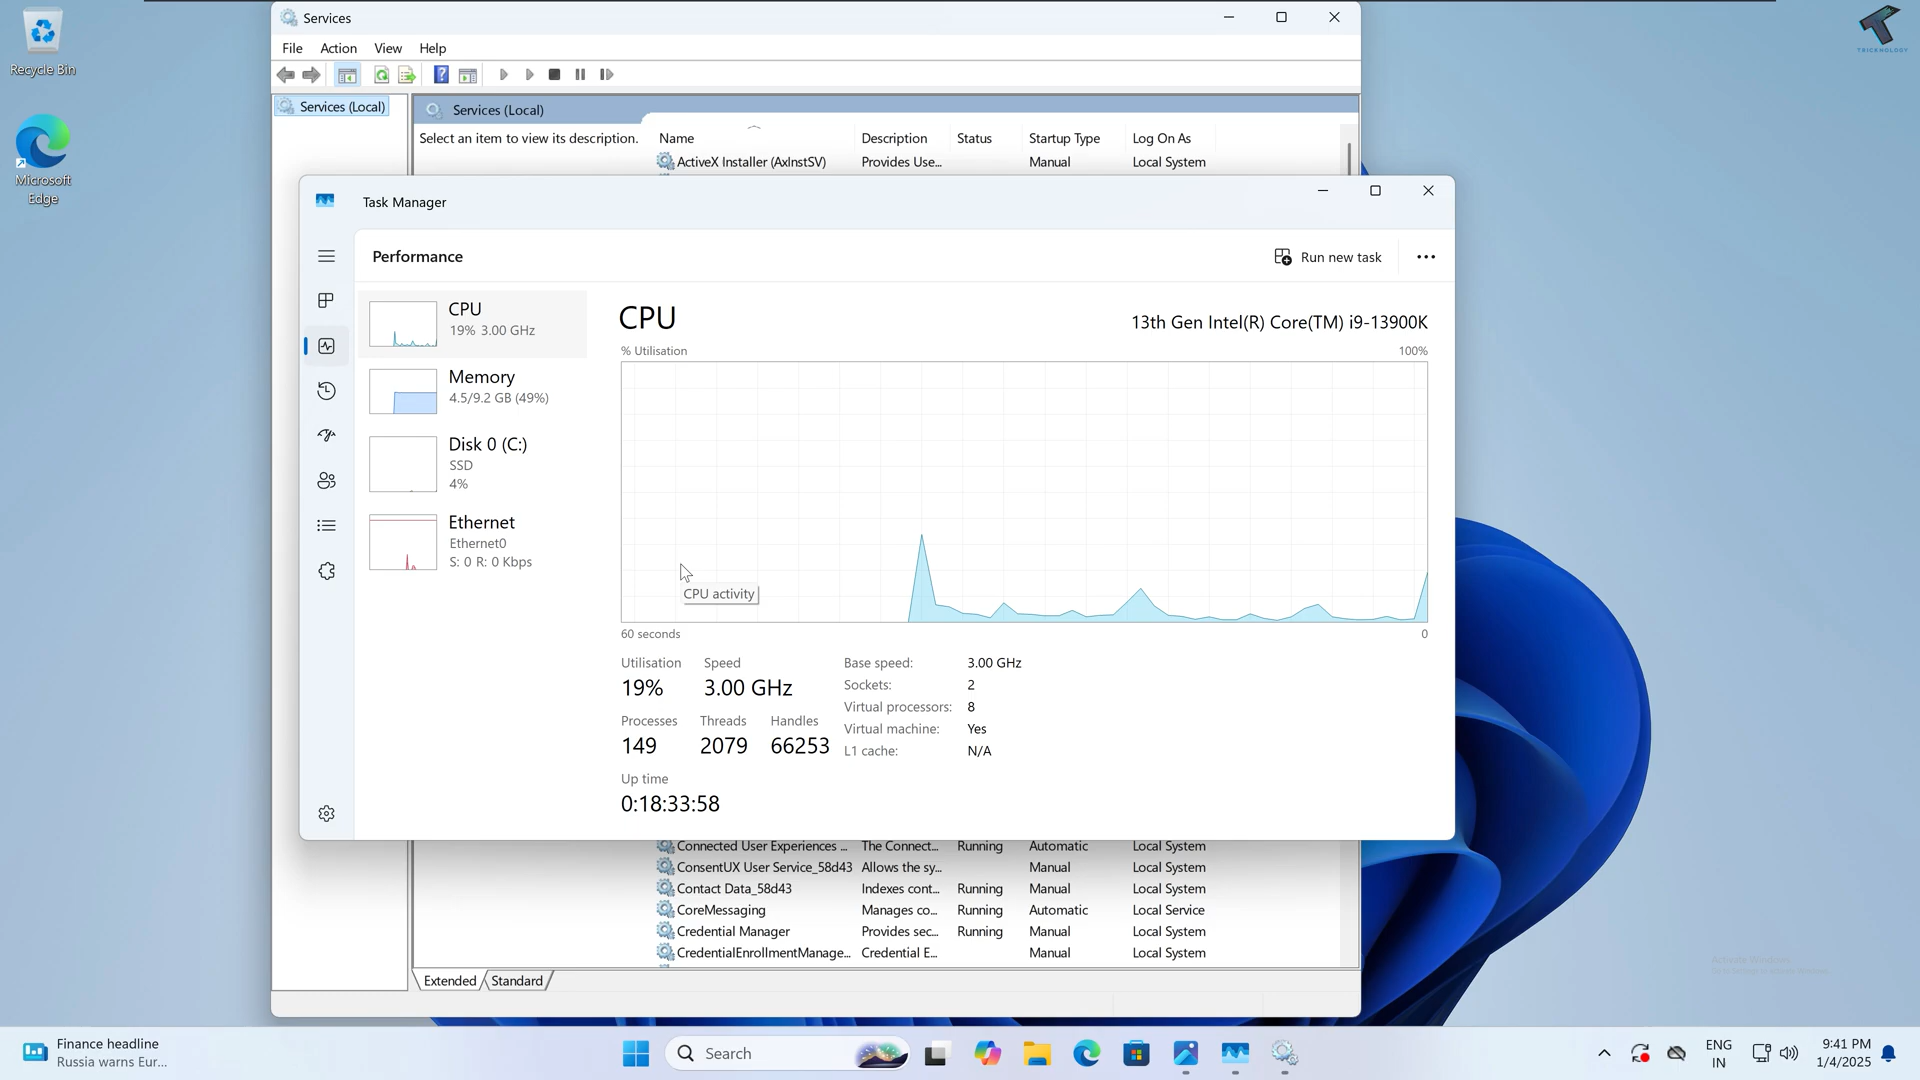 Recycle Bin
Microsoft
Edge
TRICKNOLOGY
Services
File Action View Help
Services (Local)
Services (Local)
Select an item to view its description.
Name Description Status Startup Type Log On As
ActiveX Installer (AxInstSV) Provides Use... Manual Local System
Task Manager
Performance
Run new task
CPU
19% 3.00 GHz
Memory
4.5/9.2 GB (49%)
Disk 0 (C:)
SSD
4%
Ethernet
Ethernet0
S: 0 R: 0 Kbps
CPU
13th Gen Intel(R) Core(TM) i9-13900K
% Utilisation 100%
CPU activity
60 seconds 0
Utilisation Speed
19% 3.00 GHz
Processes Threads Handles
149 2079 66253
Up time
0:18:33:58
Base speed: 3.00 GHz
Sockets: 2
Virtual processors: 8
Virtual machine: Yes
L1 cache: N/A
Connected User Experiences ... The Connect... Running Automatic Local System
ConsentUX User Service_58d43 Allows the sy... Manual Local System
Contact Data_58d43 Indexes cont... Running Manual Local System
CoreMessaging Manages co... Running Automatic Local Service
Credential Manager Provides sec... Running Manual Local System
CredentialEnrollmentManage... Credential E... Manual Local System
Extended Standard
Activate Windows
Go to Settings to activate Windows.
Finance headline
Russia warns Eur...
Search
ENG
IN
9:41 PM
1/4/2025